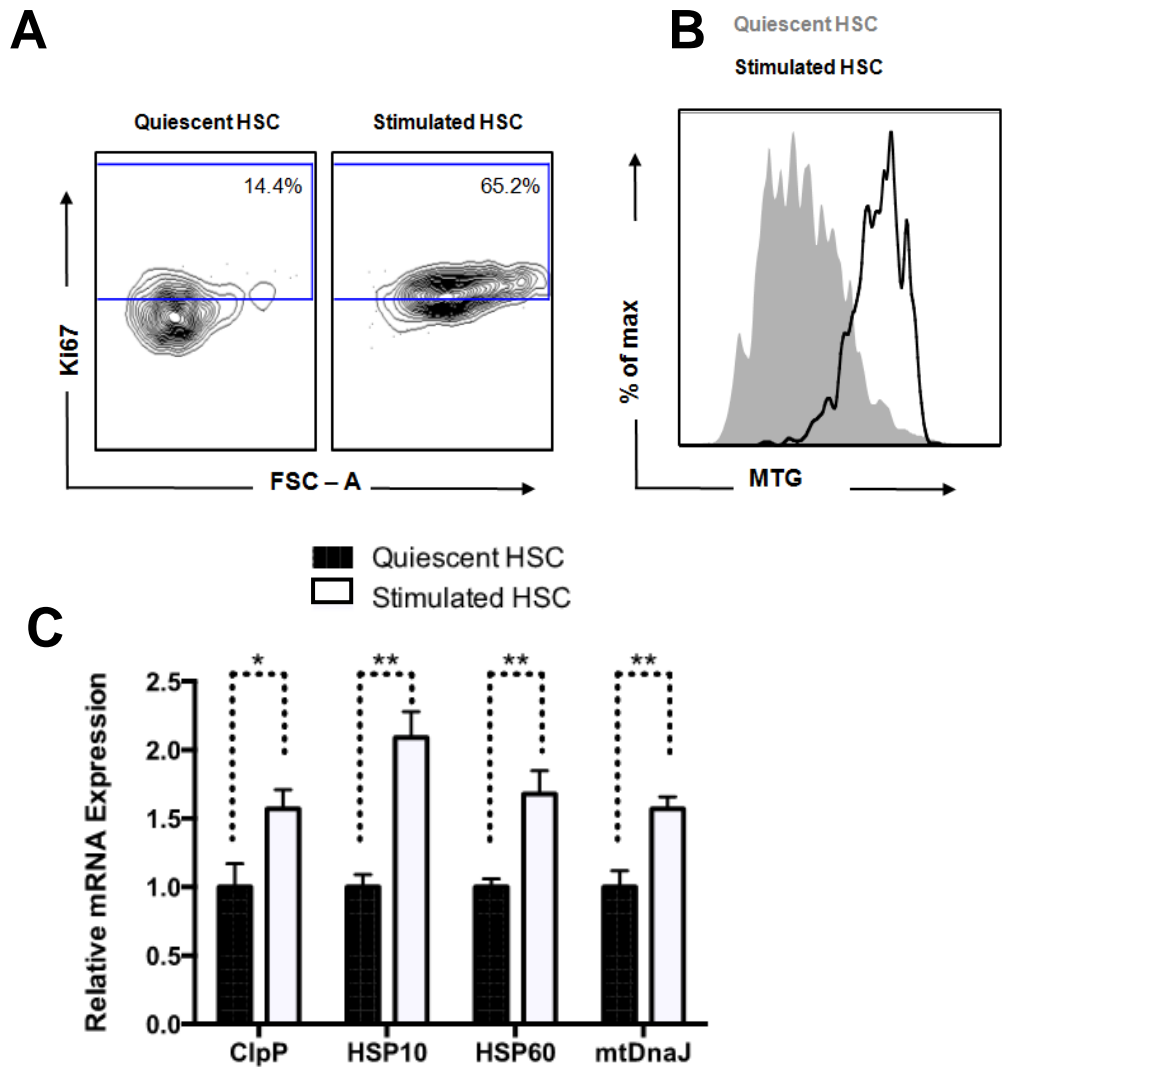 A
Quiescent HSC
Stimulated HSC
14.4%
65.2%
Ki67
FSC – A
B
Quiescent HSC
Stimulated HSC
% of max
MTG
C
Quiescent HSC
Stimulated HSC
Relative mRNA Expression
2.5
2.0
1.5
1.0
0.5
0.0
*
**
**
**
ClpP
HSP10
HSP60
mtDnaJ